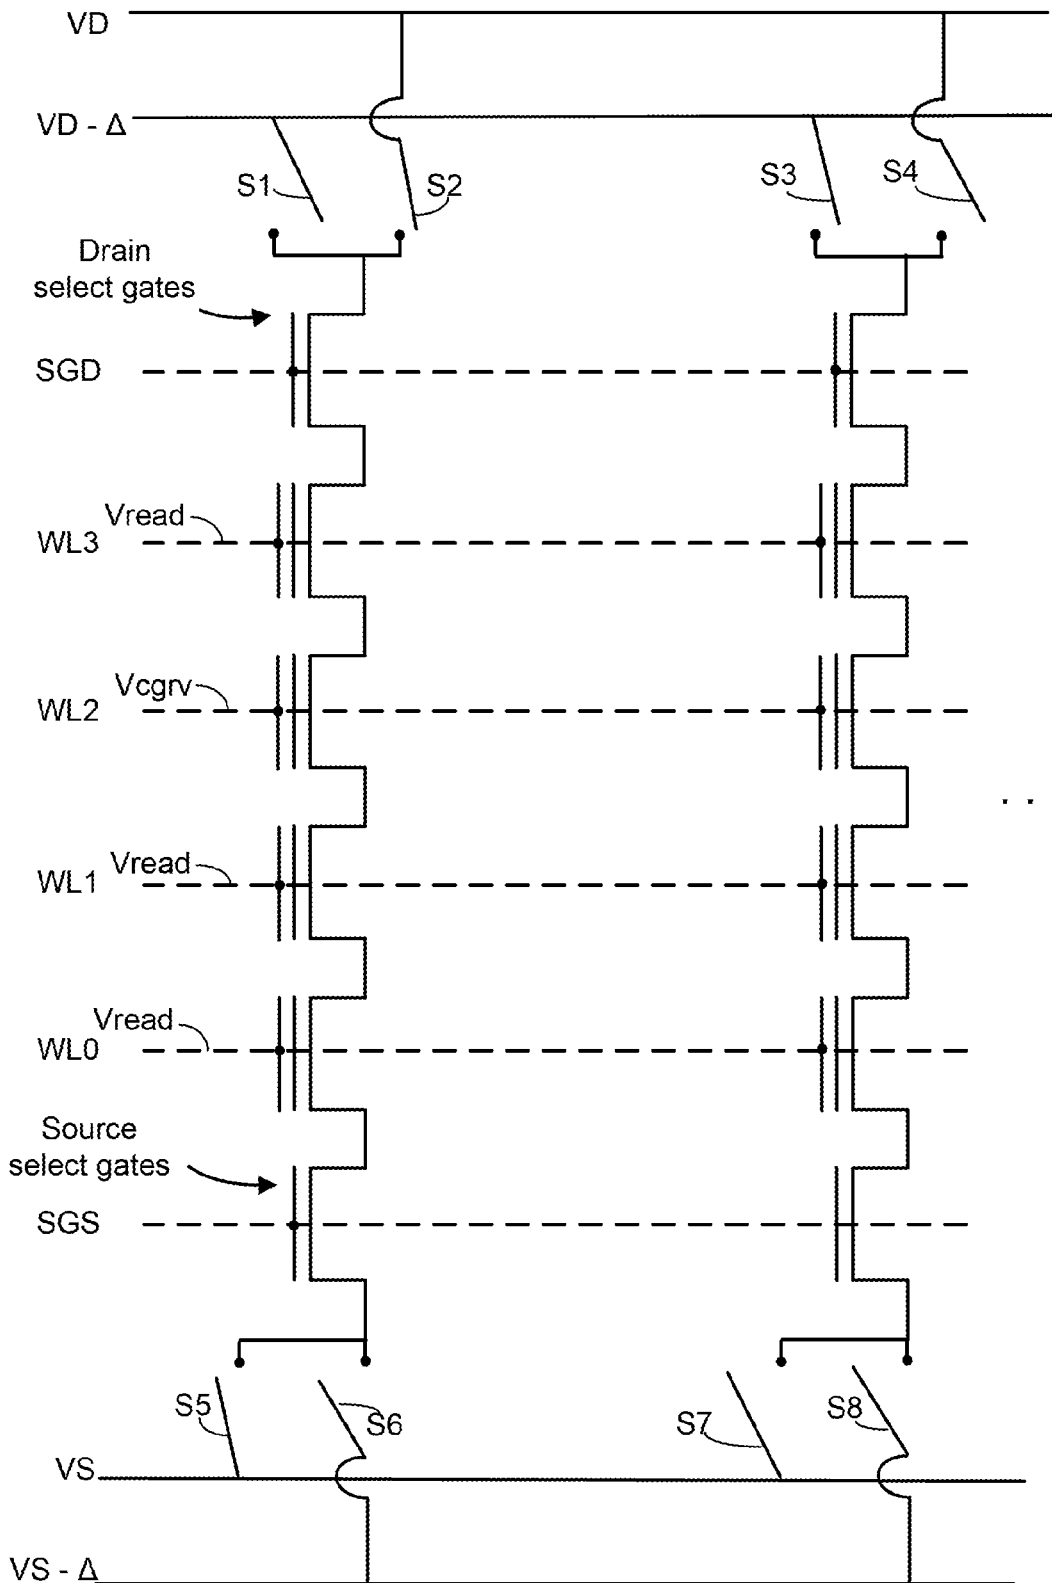 VD
VD - Δ
S1
S2
S3
S4
Drain
select gates
SGD
Vread
WL3
Vcgrv
WL2
Vread
WL1
. .
Vread
WL0
Source
select gates
SGS
S5
S6
S7
S8
VS
VS - Δ